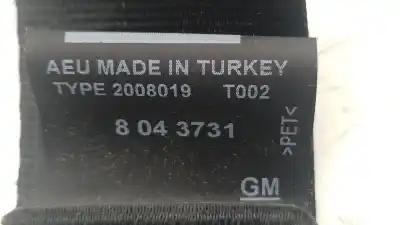 AEU MADE IN TURKEY
TYPE 2008019 T002
8 04 3731
>PET<
GM